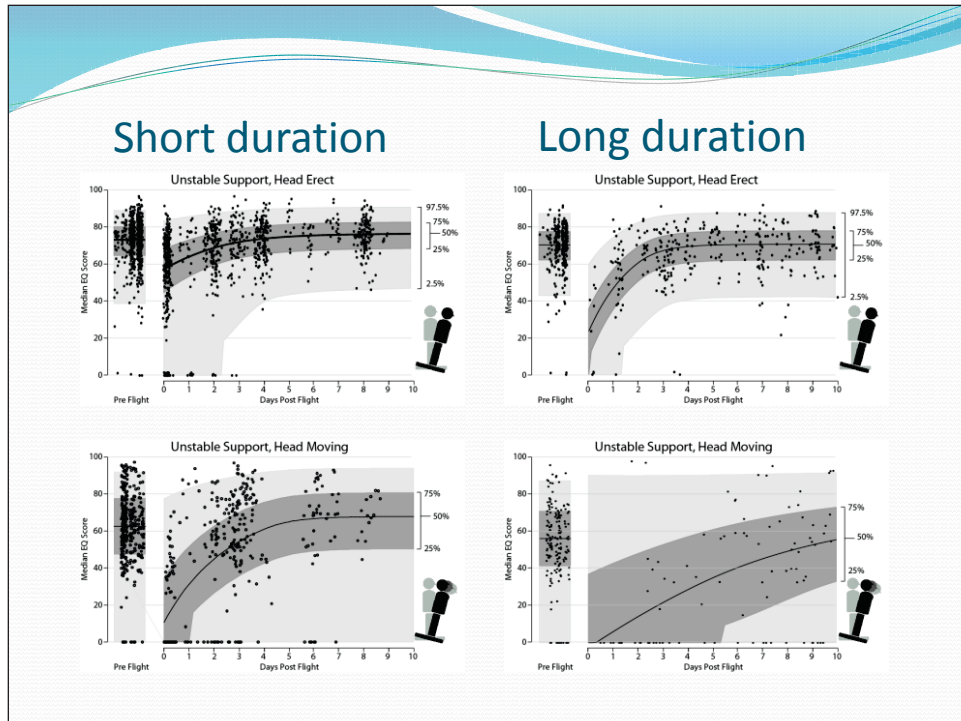 Short duration
Long duration
Unstable Support, Head Erect
100
80
60
40
20
0
Median EQ Score
97.5%
75%
50%
25%
2.5%
0 1 2 3 4 5 6 7 8 9 10
Pre Flight
Days Post Flight
Unstable Support, Head Erect
100
80
60
40
20
0
Median EQ Score
97.5%
75%
50%
25%
2.5%
0 1 2 3 4 5 6 7 8 9 10
Pre Flight
Days Post Flight
Unstable Support, Head Moving
100
80
60
40
20
0
Median EQ Score
75%
50%
25%
0 1 2 3 4 5 6 7 8 9 10
Pre Flight
Days Post Flight
Unstable Support, Head Moving
100
80
60
40
20
0
Median EQ Score
75%
50%
25%
0 1 2 3 4 5 6 7 8 9 10
Pre Flight
Days Post Flight